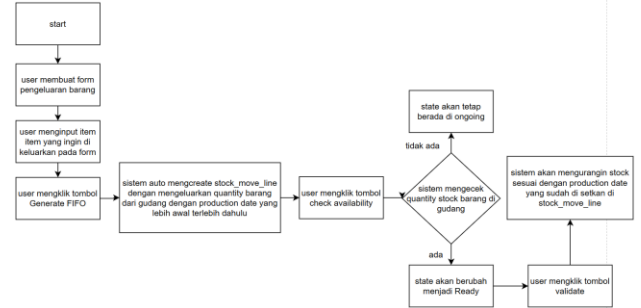 start
user membuat form
pengeluaran barang
user menginput item
item yang ingin di
keluarkan pada form
user mengklik tombol
Generate FIFO
sistem auto mengcreate stock_move_line
dengan mengeluarkan quantity barang
dari gudang dengan production date yang
lebih awal terlebih dahulu
user mengklik tombol
check availability
sistem mengecek
quantity stock barang di
gudang
tidak ada
state akan tetap
berada di ongoing
ada
state akan berubah
menjadi Ready
user mengklik tombol
validate
sistem akan mengurangin stock
sesuai dengan production date
yang sudah di setkan di
stock_move_line